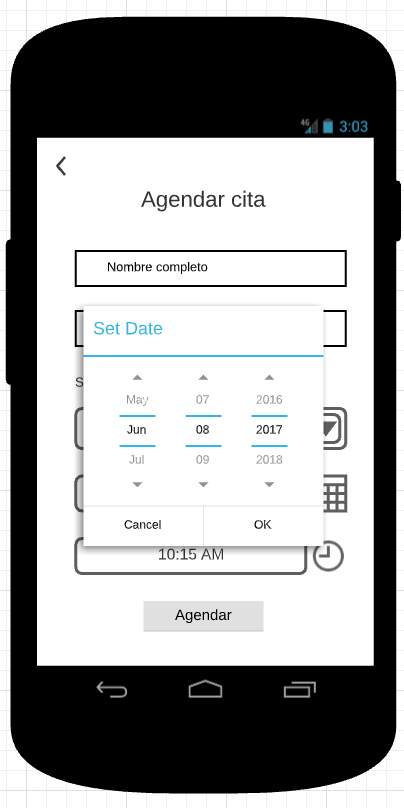 4G 3:03
Agendar cita
Nombre completo
Set Date
S
May 07 2016
Jun 08 2017
Jul 09 2018
Cancel OK
10:15 AM
Agendar